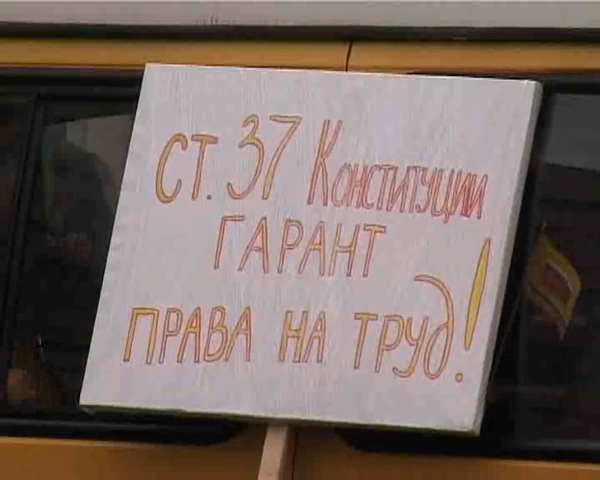 СТ. 37 КОНСТИТУЦИИ
ГАРАНТ
ПРАВА НА ТРУД!